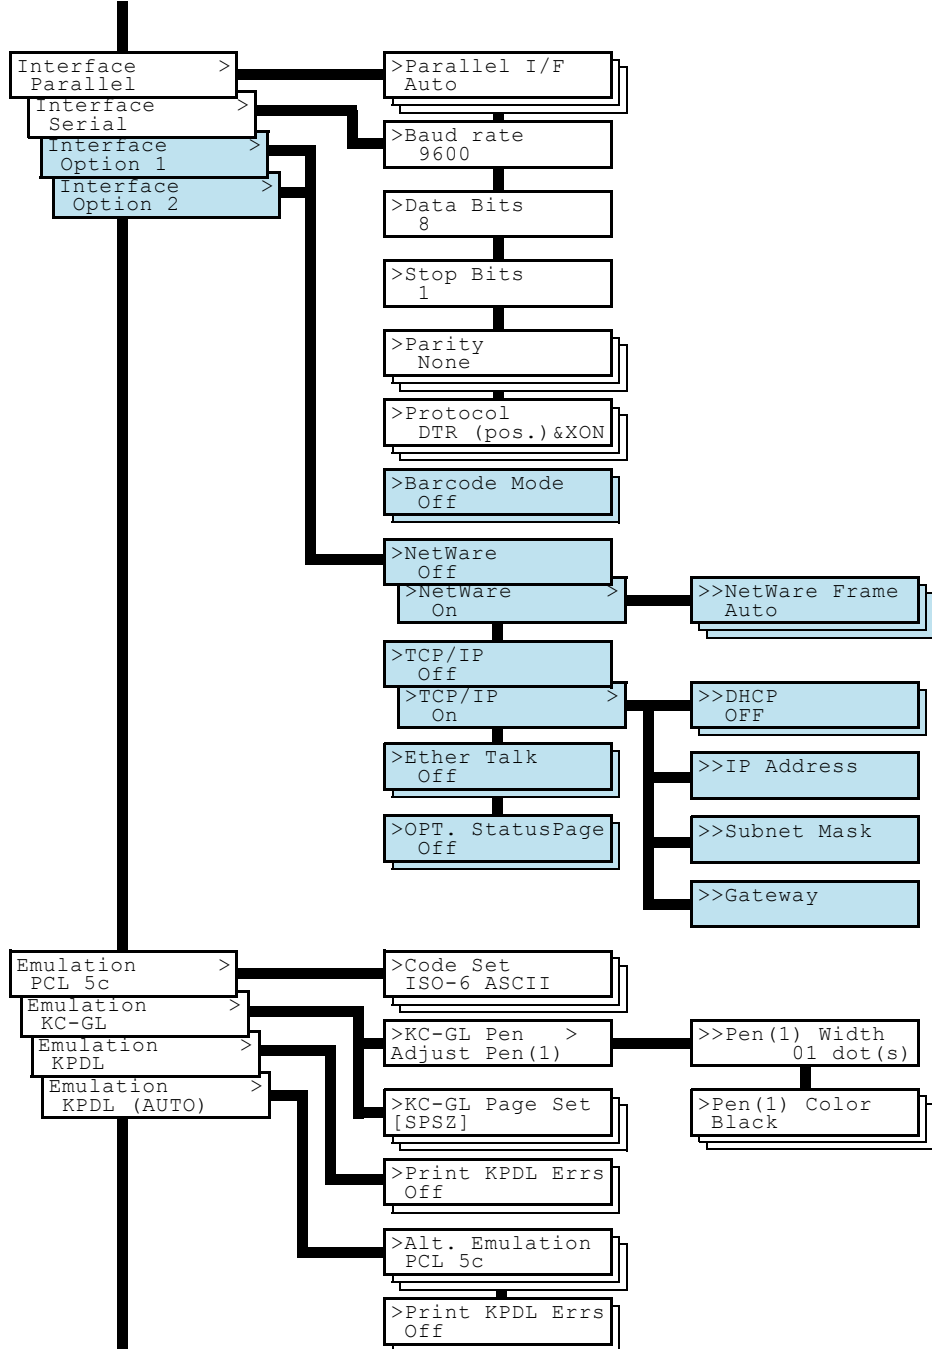 Interface >
Parallel
Interface >
Serial
Interface >
Option 1
Interface >
Option 2
>Parallel I/F
Auto
>Baud rate
9600
>Data Bits
8
>Stop Bits
1
>Parity
None
>Protocol
DTR (pos.)&XON
>Barcode Mode
Off
>NetWare
Off
>NetWare >
On
>>NetWare Frame
Auto
>TCP/IP
Off
>TCP/IP >
On
>>DHCP
OFF
>>IP Address
>>Subnet Mask
>>Gateway
>Ether Talk
Off
>OPT. StatusPage
Off
Emulation >
PCL 5c
Emulation >
KC-GL
Emulation >
KPDL
Emulation >
KPDL (AUTO)
>Code Set
ISO-6 ASCII
>KC-GL Pen >
Adjust Pen(1)
>>Pen(1) Width
01 dot(s)
>Pen(1) Color
Black
>KC-GL Page Set
[SPSZ]
>Print KPDL Errs
Off
>Alt. Emulation
PCL 5c
>Print KPDL Errs
Off